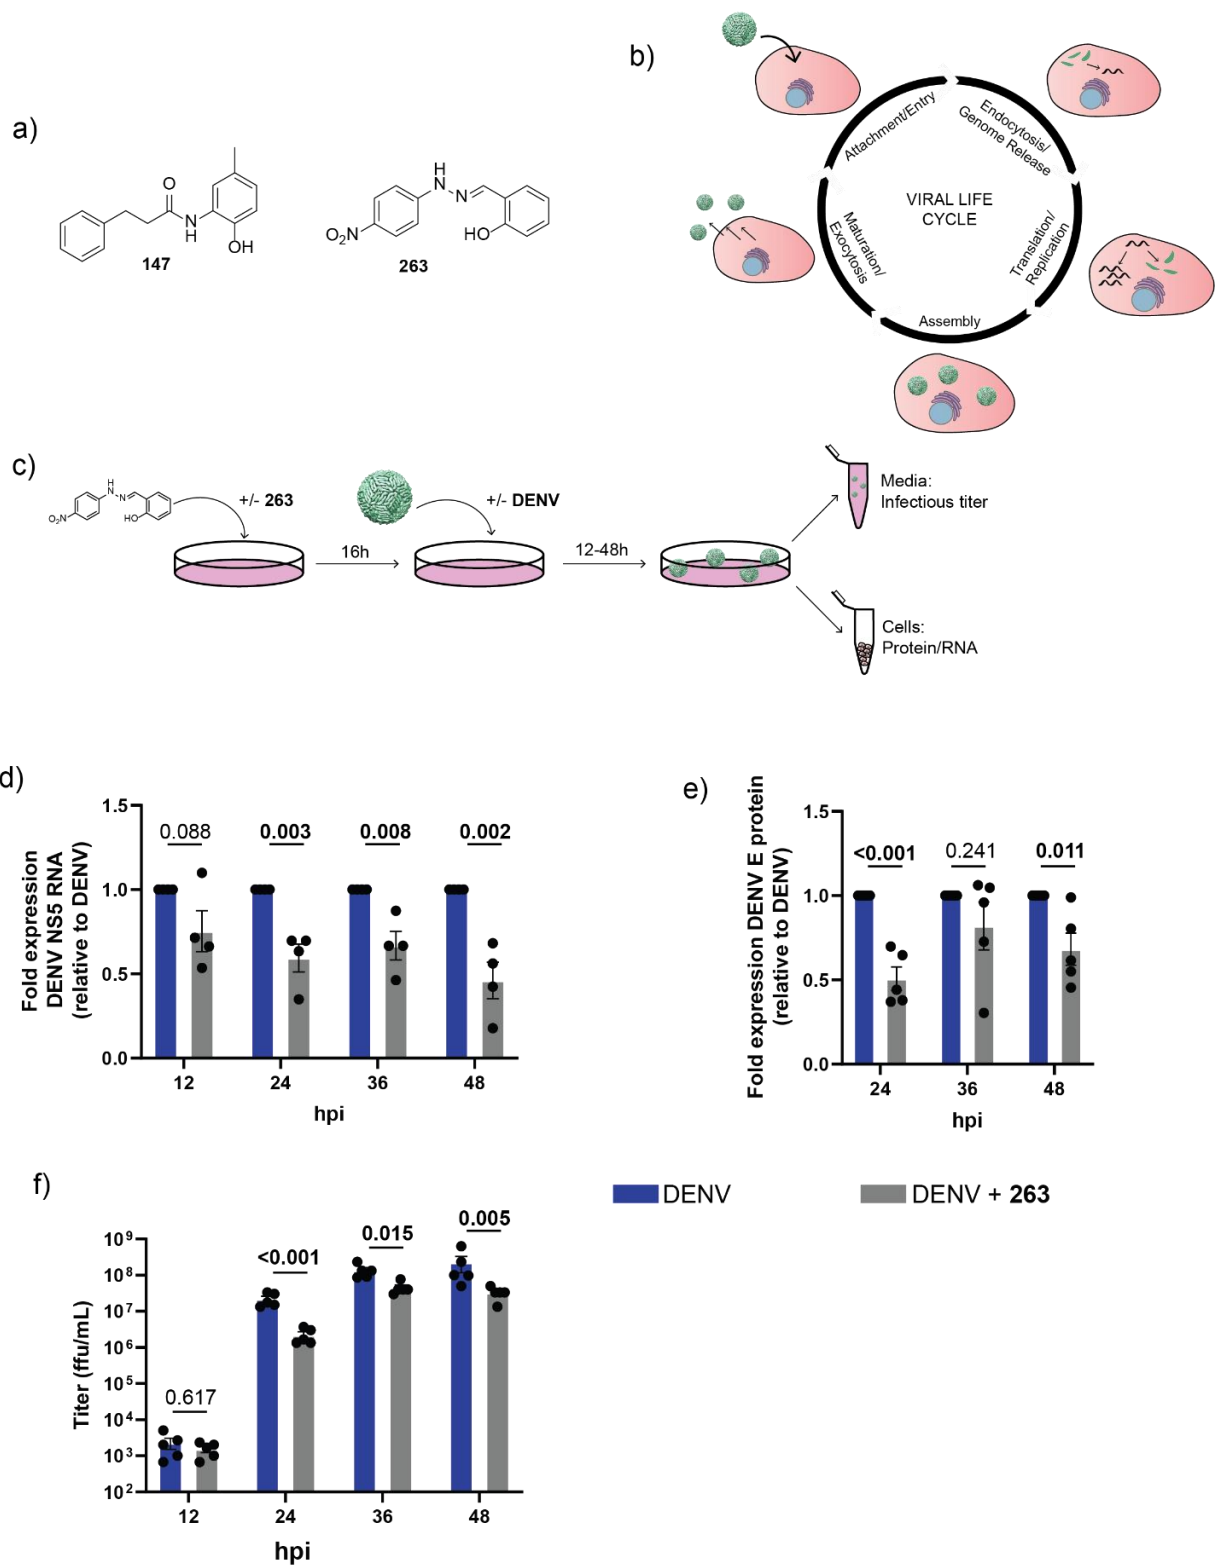 a)
O
N
H
OH
147
H
N
N
O₂N
HO
263
b)
Attachment/Entry
Endocytosis/
Genome Release
VIRAL LIFE
CYCLE
Maturation/
Exocytosis
Translation/
Replication
Assembly
c)
H
N
N
O₂N
HO
+/- 263
+/- DENV
16h
12-48h
Media:
Infectious titer
Cells:
Protein/RNA
d)
Fold expression
DENV NS5 RNA
(relative to DENV)
1.5
1.0
0.5
0.0
0.088
0.003
0.008
0.002
12
24
36
48
hpi
e)
Fold expression DENV E protein
(relative to DENV)
1.5
1.0
0.5
0.0
<0.001
0.241
0.011
24
36
48
hpi
f)
DENV
DENV + 263
Titer (ffu/mL)
10⁹
10⁸
10⁷
10⁶
10⁵
10⁴
10³
10²
0.617
<0.001
0.015
0.005
12
24
36
48
hpi